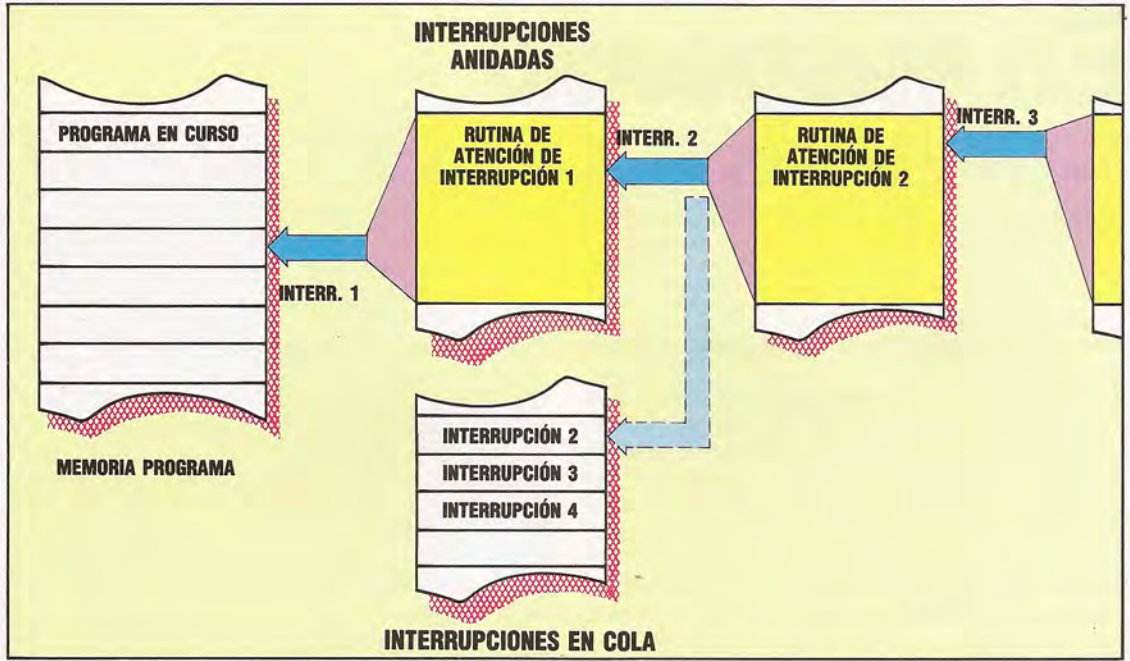 INTERRUPCIONES
ANIDADAS
PROGRAMA EN CURSO
RUTINA DE
ATENCIÓN DE
INTERRUPCIÓN 1
INTERR. 2
RUTINA DE
ATENCIÓN DE
INTERRUPCIÓN 2
INTERR. 3
INTERR. 1
MEMORIA PROGRAMA
INTERRUPCIÓN 2
INTERRUPCIÓN 3
INTERRUPCIÓN 4
INTERRUPCIONES EN COLA